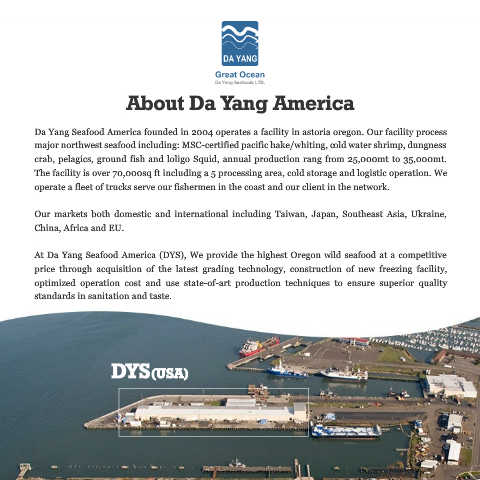 DA YANG
Great Ocean
Da Yang Seafoods LTD.
About Da Yang America
Da Yang Seafood America founded in 2004 operates a facility in astoria oregon. Our facility process
major northwest seafood including: MSC-certified pacific hake/whiting, cold water shrimp, dungness
crab, pelagics, ground fish and loligo Squid, annual production rang from 25,000mt to 35,000mt.
The facility is over 70,000sq ft including a 5 processing area, cold storage and logistic operation. We
operate a fleet of trucks serve our fishermen in the coast and our client in the network.
Our markets both domestic and international including Taiwan, Japan, Southeast Asia, Ukraine,
China, Africa and EU.
At Da Yang Seafood America (DYS), We provide the highest Oregon wild seafood at a competitive
price through acquisition of the latest grading technology, construction of new freezing facility,
optimized operation cost and use state-of-art production techniques to ensure superior quality
standards in sanitation and taste.
DYS(USA)